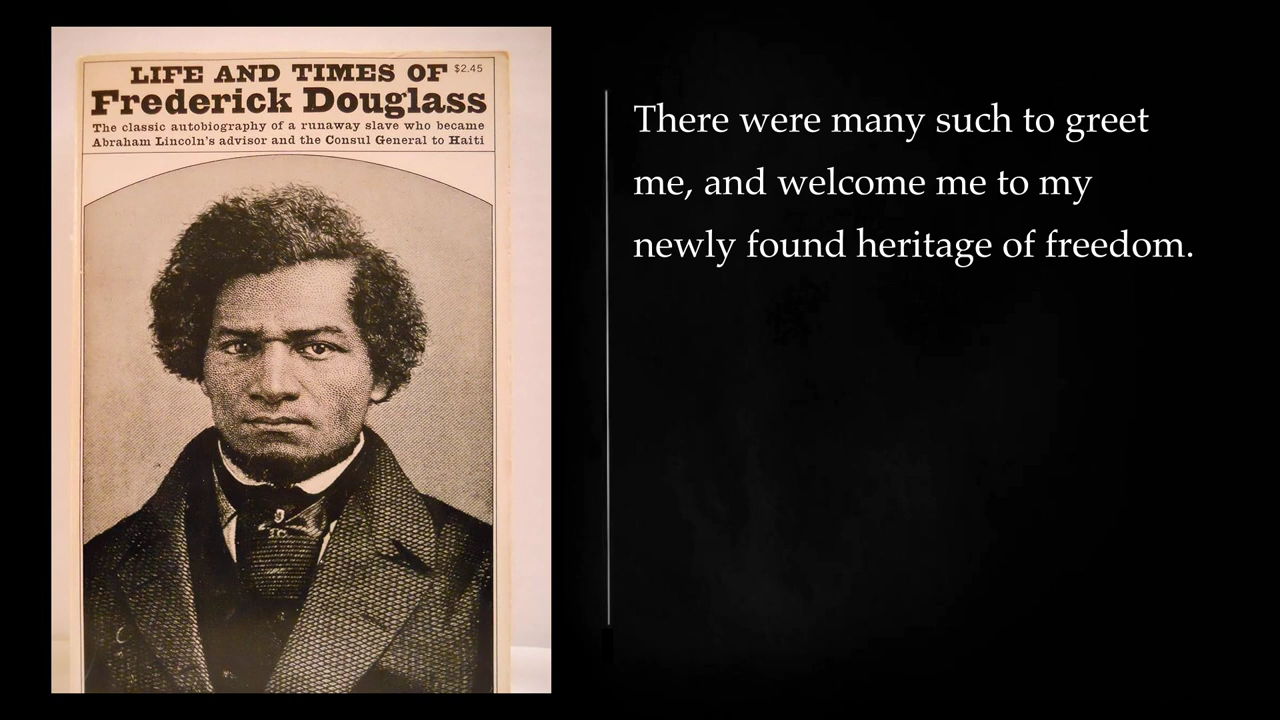 LIFE AND TIMES OF $2.45
Frederick Douglass
The classic autobiography of a runaway slave who became
Abraham Lincoln's advisor and the Consul General to Haiti
There were many such to greet
me, and welcome me to my
newly found heritage of freedom.